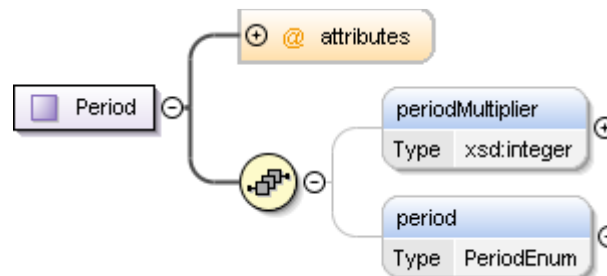 @ attributes
Period
periodMultiplier
Type xsd:integer
period
Type PeriodEnum